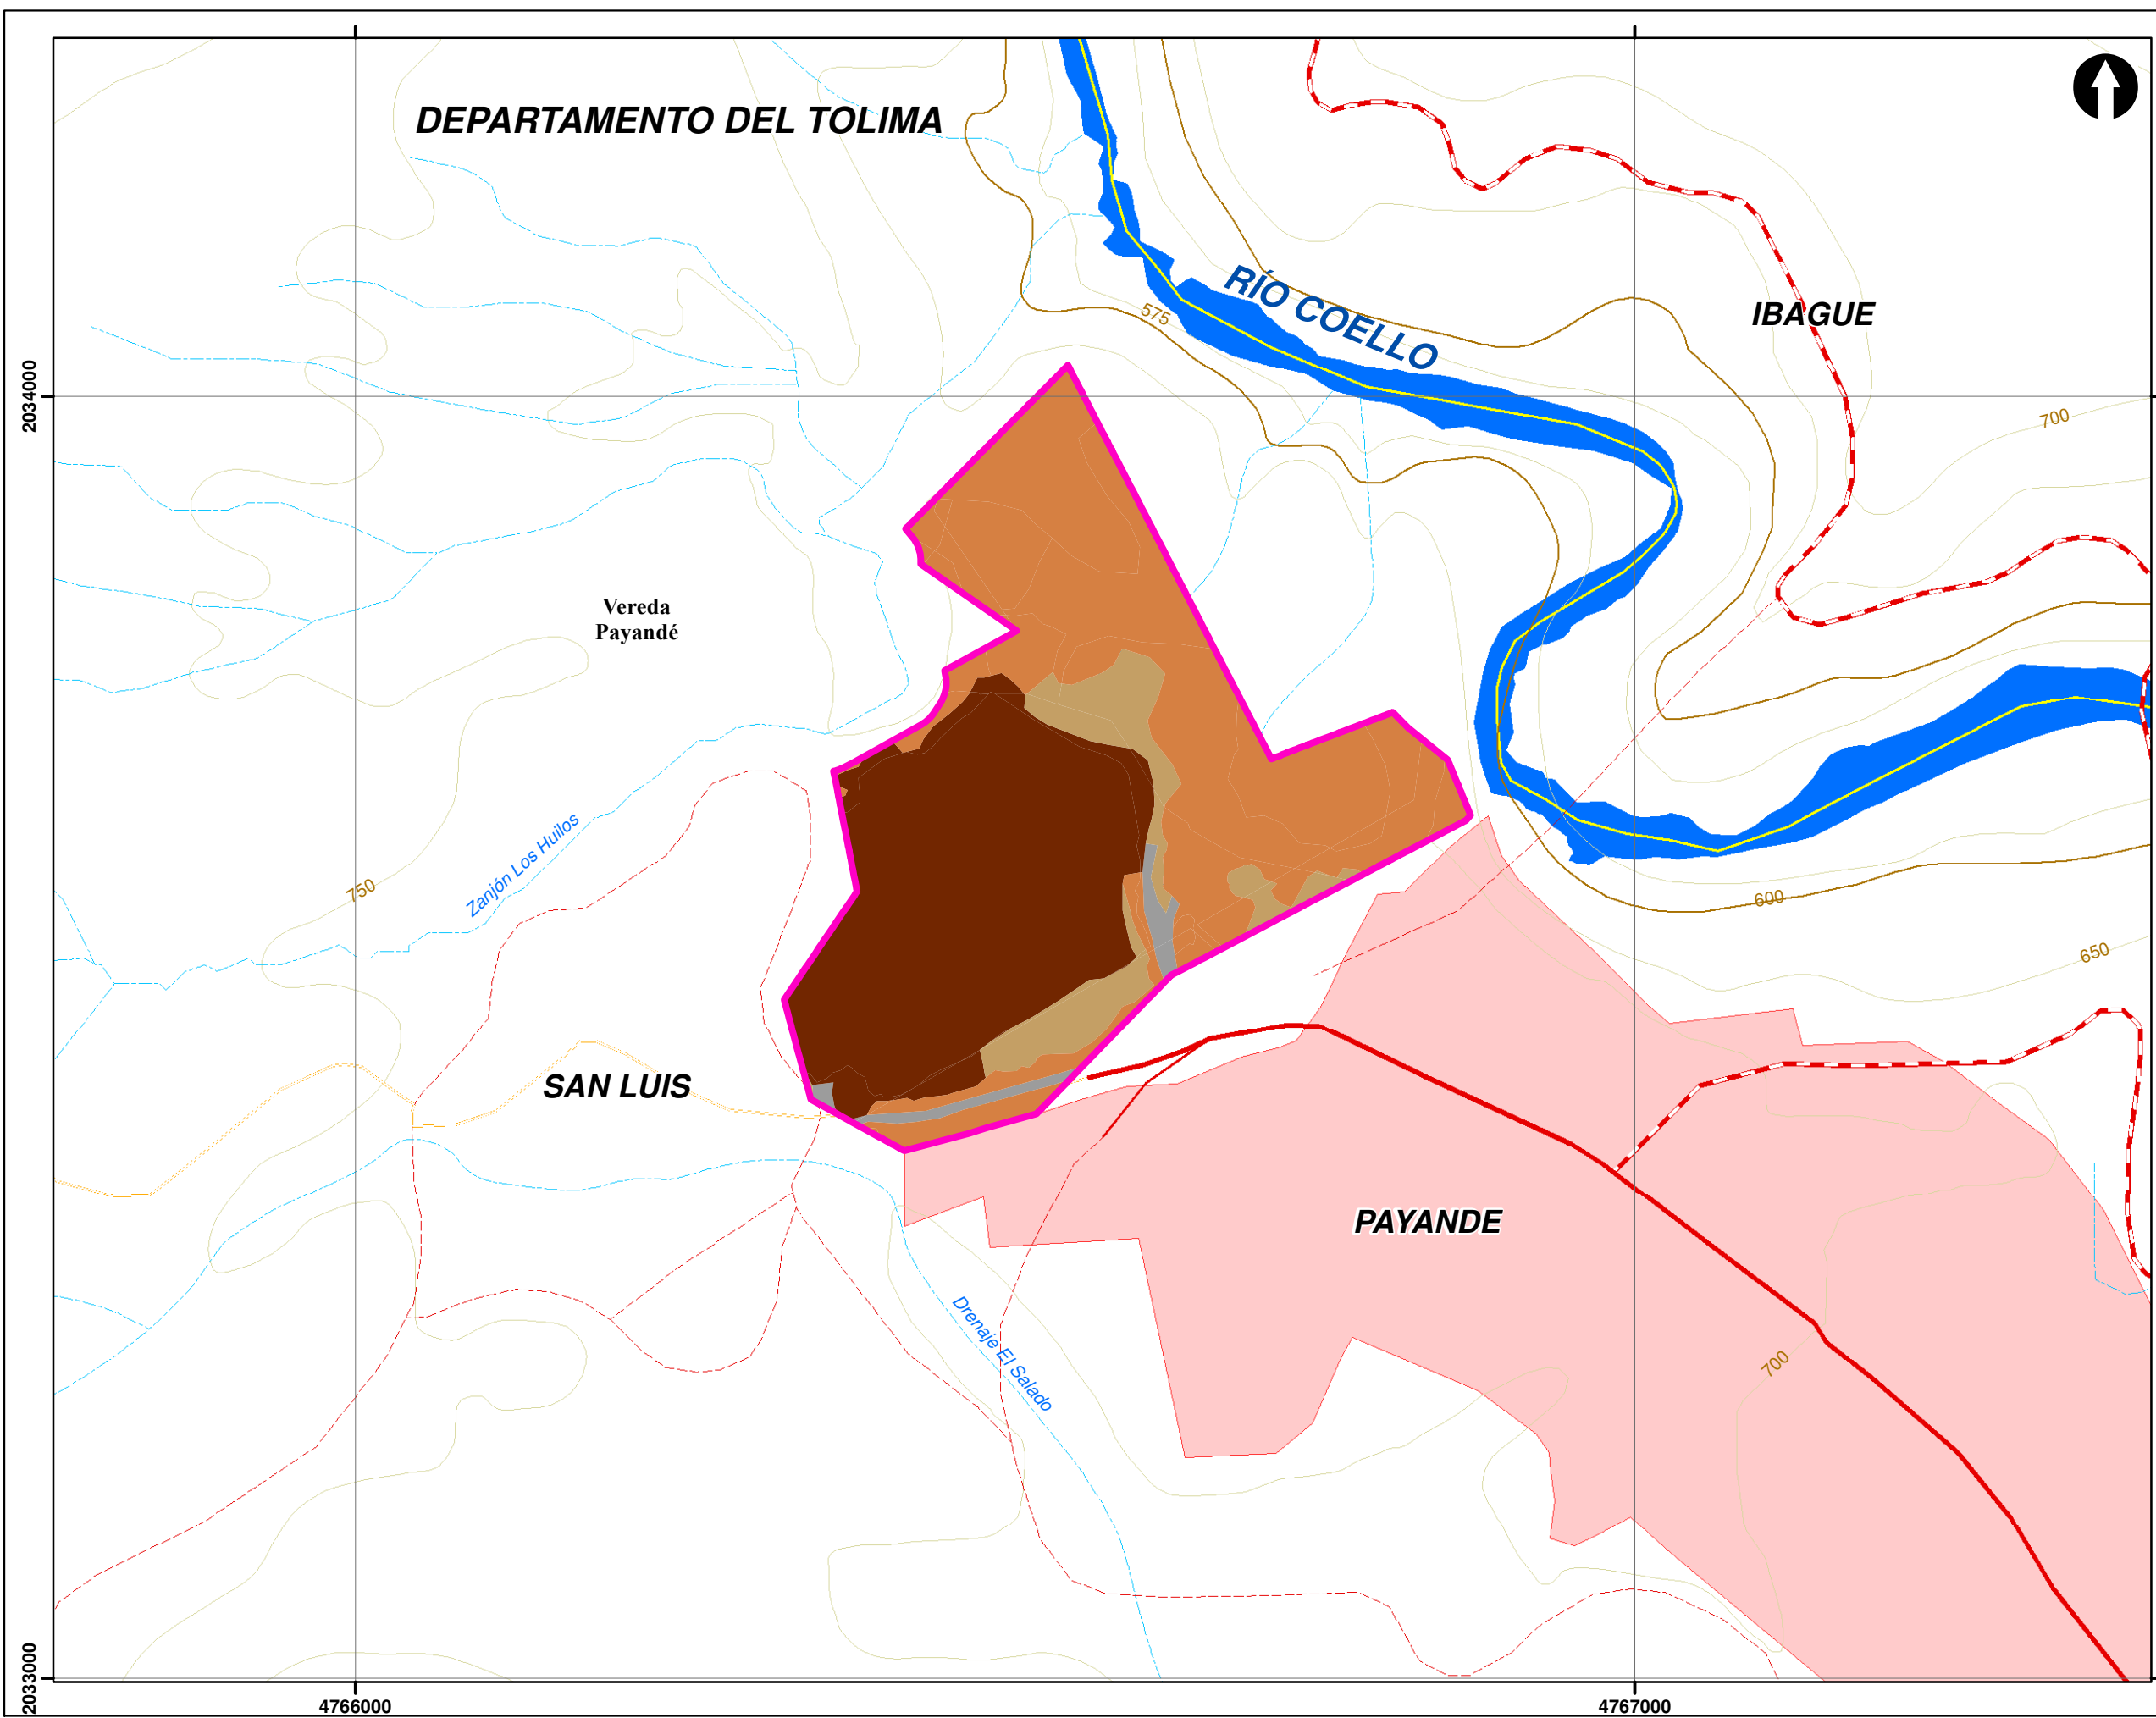 DEPARTAMENTO DEL TOLIMA
RÍO COELLO
575
IBAGUE
2034000
700
Vereda
Payandé
Zanjón Los Huilos
750
600
650
SAN LUIS
PAYANDE
Drenaje El Salado
700
2033000
4766000
4767000